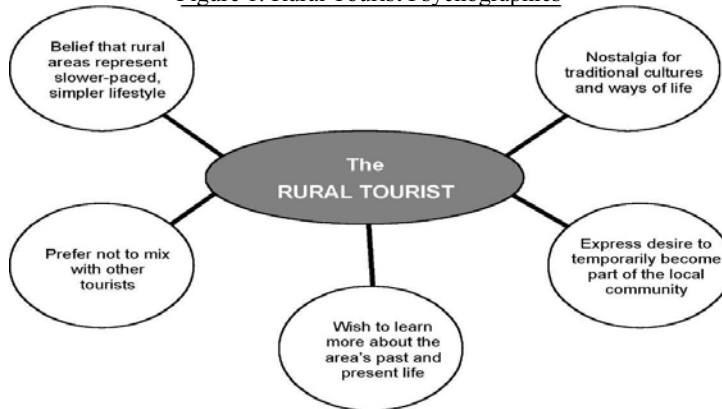 Figure 1: Rural Tourist Psychographics
Belief that rural
areas represent
slower-paced,
simpler lifestyle
Nostalgia for
traditional cultures
and ways of life
The
RURAL TOURIST
Prefer not to mix
with other
tourists
Express desire to
temporarily become
part of the local
community
Wish to learn
more about the
area's past and
present life